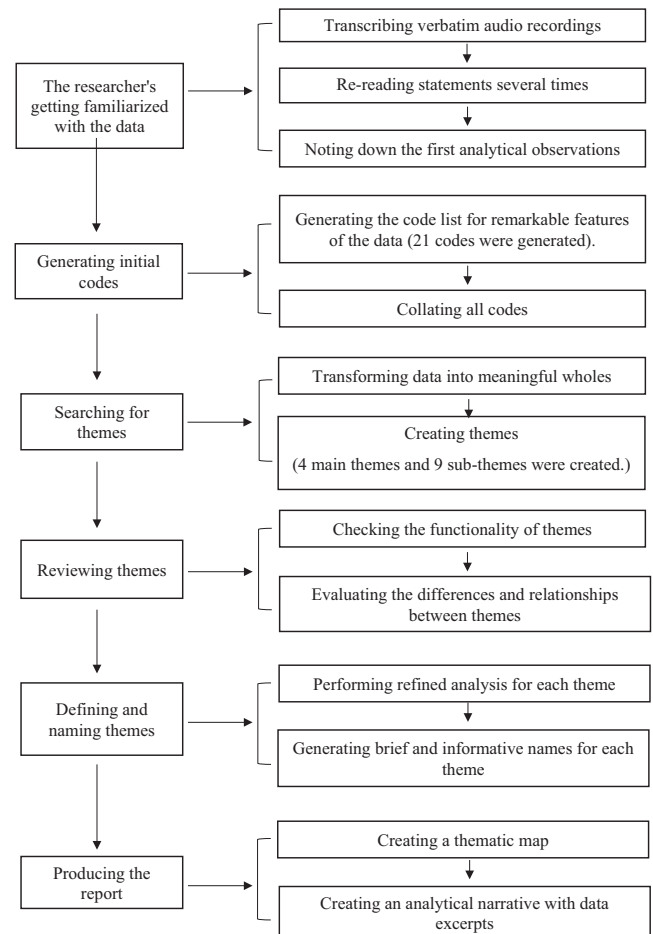 The researcher's
getting familiarized
with the data
Transcribing verbatim audio recordings
Re-reading statements several times
Noting down the first analytical observations
Generating initial
codes
Generating the code list for remarkable features
of the data (21 codes were generated).
Collating all codes
Searching for
themes
Transforming data into meaningful wholes
Creating themes
(4 main themes and 9 sub-themes were created.)
Reviewing themes
Checking the functionality of themes
Evaluating the differences and relationships
between themes
Defining and
naming themes
Performing refined analysis for each theme
Generating brief and informative names for each
theme
Producing the
report
Creating a thematic map
Creating an analytical narrative with data
excerpts